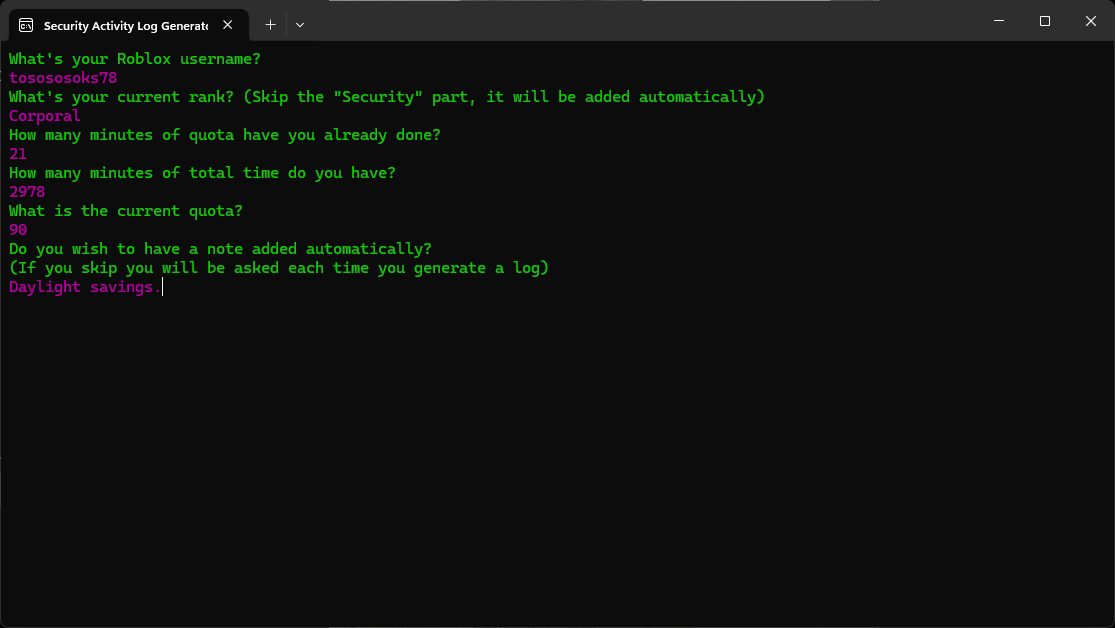 Security Activity Log Generato
What's your Roblox username?
tosososoks78
What's your current rank? (Skip the "Security" part, it will be added automatically)
Corporal
How many minutes of quota have you already done?
21
How many minutes of total time do you have?
2978
What is the current quota?
90
Do you wish to have a note added automatically?
(If you skip you will be asked each time you generate a log)
Daylight savings.